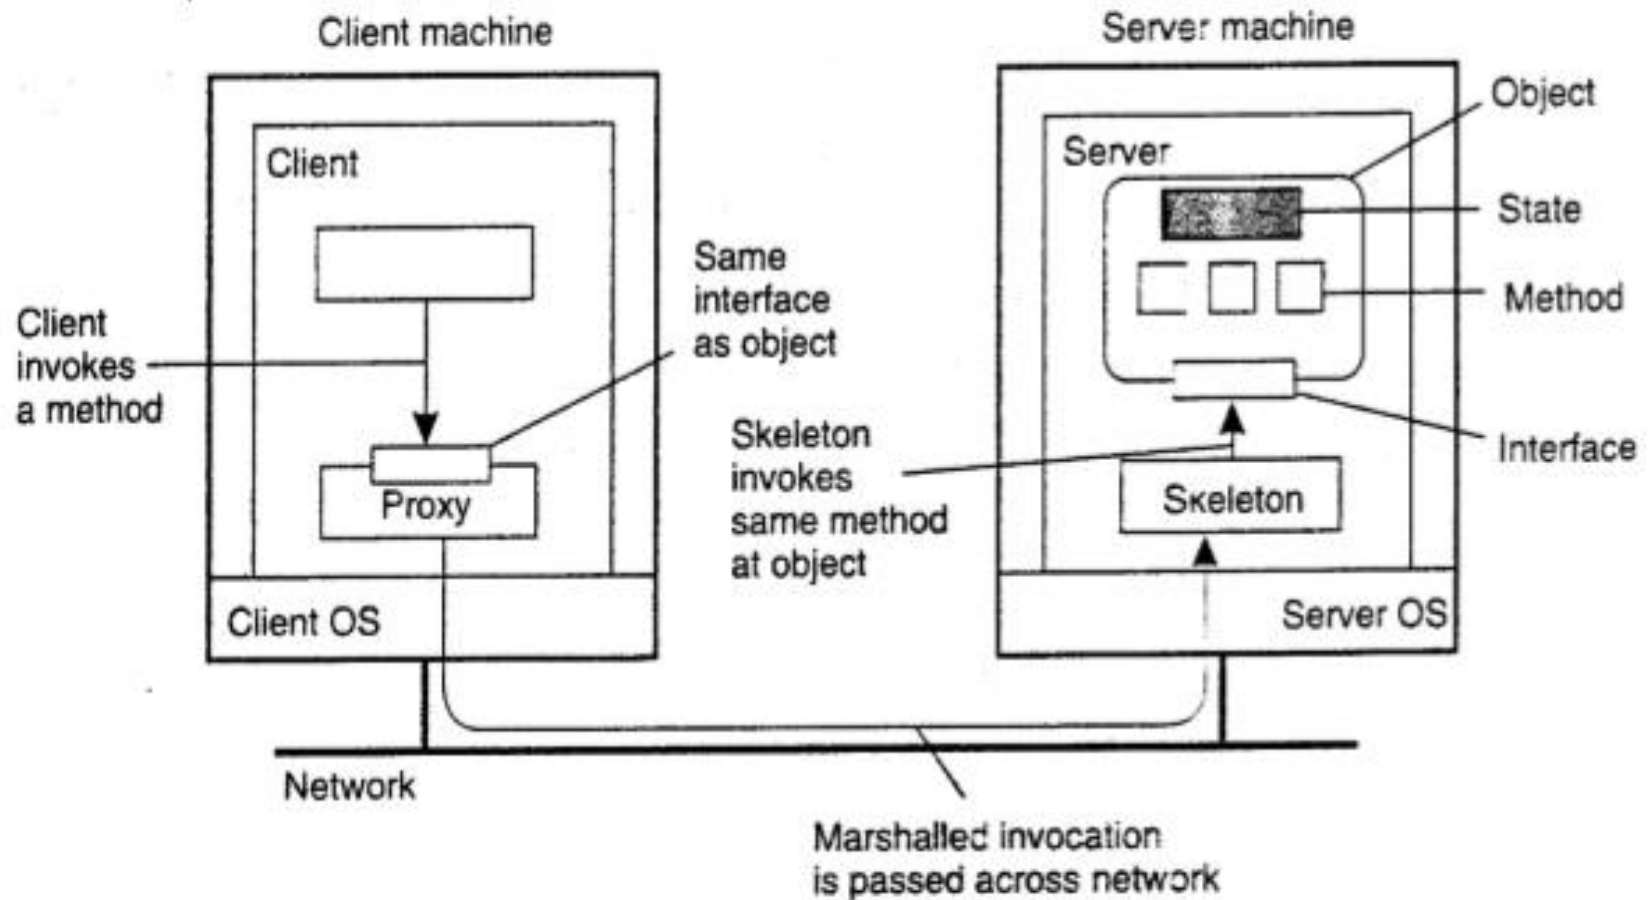 Client machine
Server machine
Object
Client
Server
State
Same
interface
as object
Method
Client
invokes
a method
Skeleton
invokes
same method
at object
Interface
Proxy
Skeleton
Client OS
Server OS
Network
Marshalled invocation
is passed across network